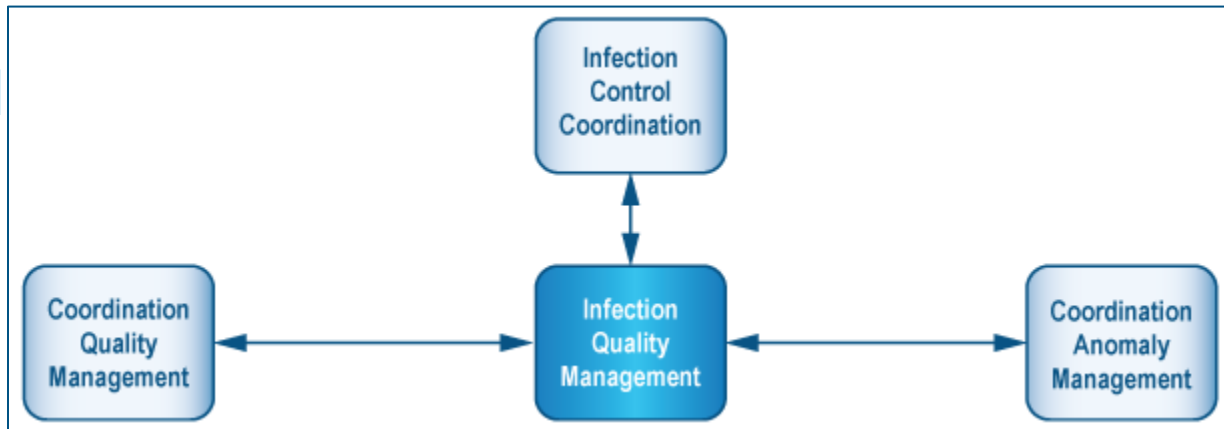 Infection
Control
Coordination
Coordination
Quality
Management
Infection
Quality
Management
Coordination
Anomaly
Management